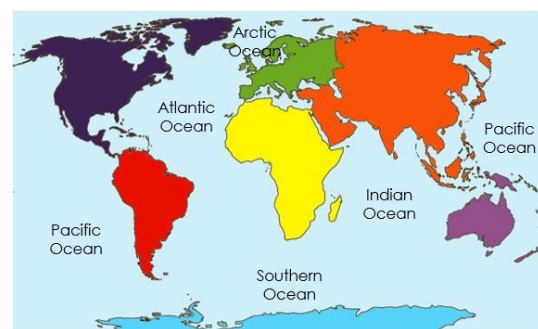 Arctic
Ocean
Atlantic
Ocean
Pacific
Ocean
Indian
Ocean
Pacific
Ocean
Southern
Ocean